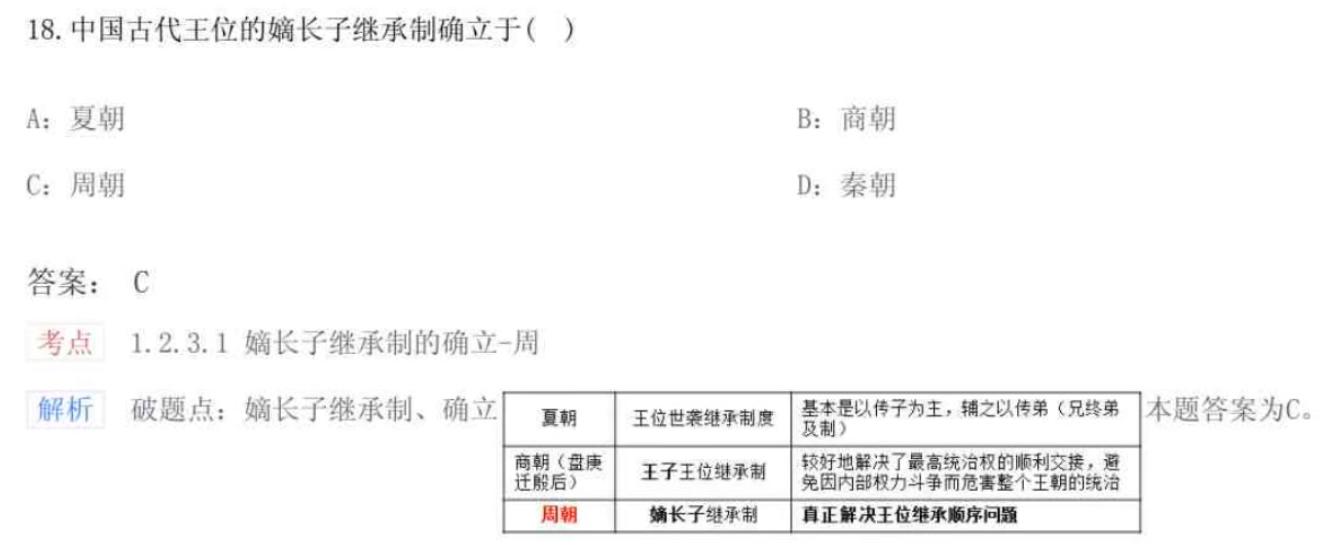 18.中国古代王位的嫡长子继承制确立于( )
A: 夏朝
B: 商朝
C: 周朝
D: 秦朝
答案: C
考点 1.2.3.1 嫡长子继承制的确立-周
解析 破题点: 嫡长子继承制、确立
夏朝 王位世袭继承制度 基本是以传子为主，辅之以传弟（兄终弟
及制）
商朝（盘庚
迁殷后） 王子王位继承制 较好地解决了最高统治权的顺利交接，避
免因内部权力斗争而危害整个王朝的统治
周朝 嫡长子继承制 真正解决王位继承顺序问题
本题答案为C。